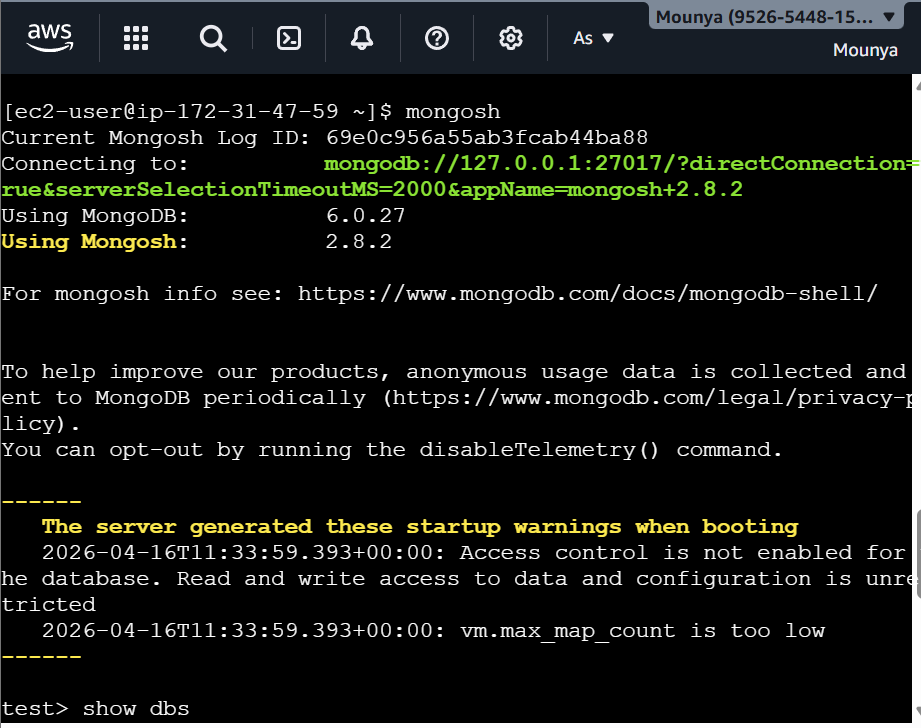 aws
As
Mounya (9526-5448-15...
Mounya
[ec2-user@ip-172-31-47-59 ~]$ mongosh
Current Mongosh Log ID: 69e0c956a55ab3fcab44ba88
Connecting to: mongodb://127.0.0.1:27017/?directConnection=
rue&serverSelectionTimeoutMS=2000&appName=mongosh+2.8.2
Using MongoDB: 6.0.27
Using Mongosh: 2.8.2
For mongosh info see: https://www.mongodb.com/docs/mongodb-shell/
To help improve our products, anonymous usage data is collected and
ent to MongoDB periodically (https://www.mongodb.com/legal/privacy-p
licy).
You can opt-out by running the disableTelemetry() command.
------
The server generated these startup warnings when booting
2026-04-16T11:33:59.393+00:00: Access control is not enabled for
he database. Read and write access to data and configuration is unre
tricted
2026-04-16T11:33:59.393+00:00: vm.max_map_count is too low
------
test> show dbs